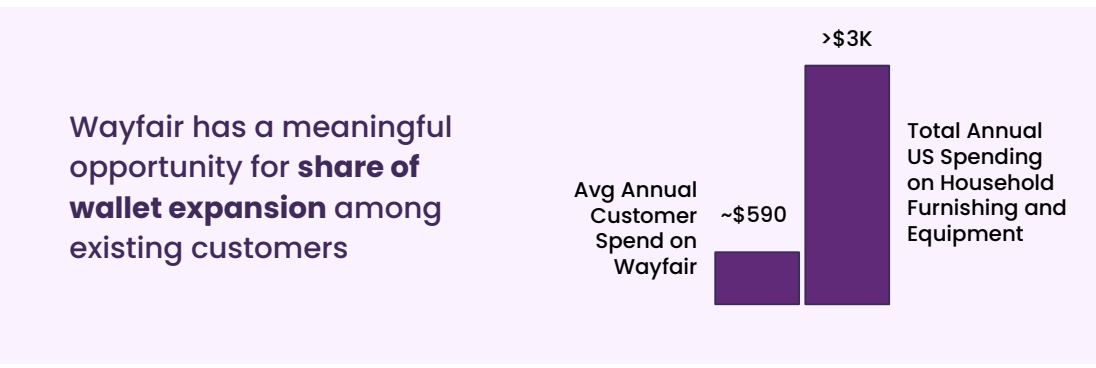 Wayfair has a meaningful
opportunity for share of
wallet expansion among
existing customers
Avg Annual
Customer
Spend on
Wayfair
~$590
>$3K
Total Annual
US Spending
on Household
Furnishing and
Equipment